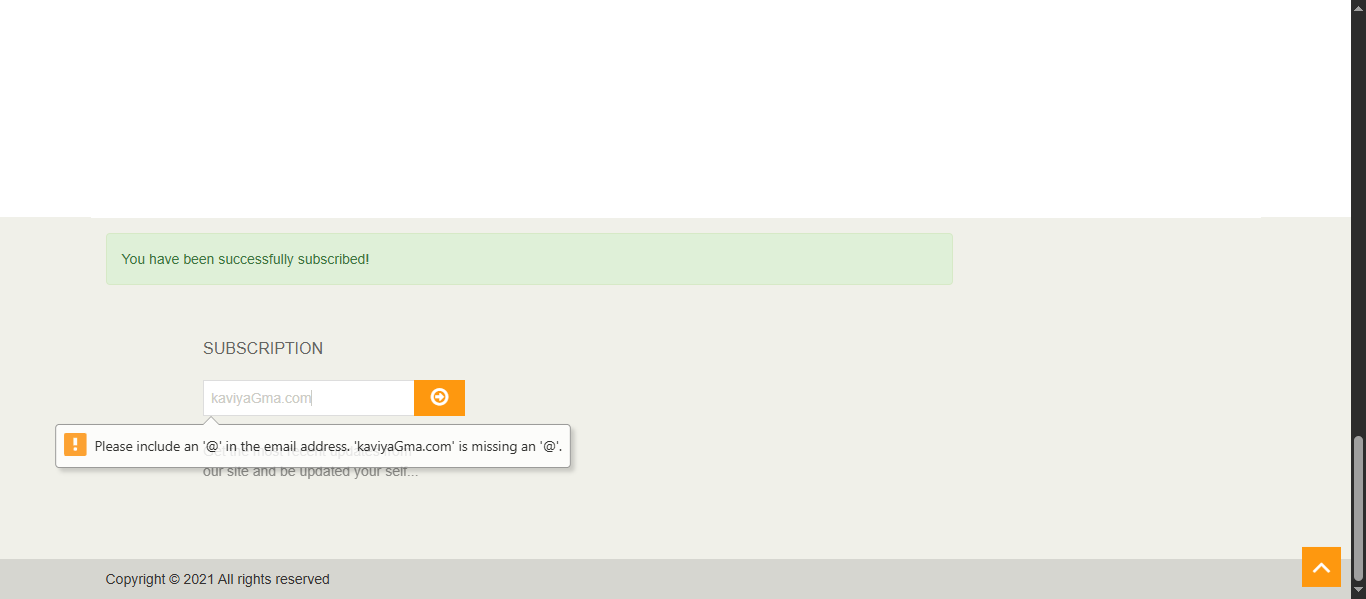 You have been successfully subscribed!
SUBSCRIPTION
kaviyaGma.com
Please include an '@' in the email address. 'kaviyaGma.com' is missing an '@'.
our site and be updated your self...
Copyright © 2021 All rights reserved